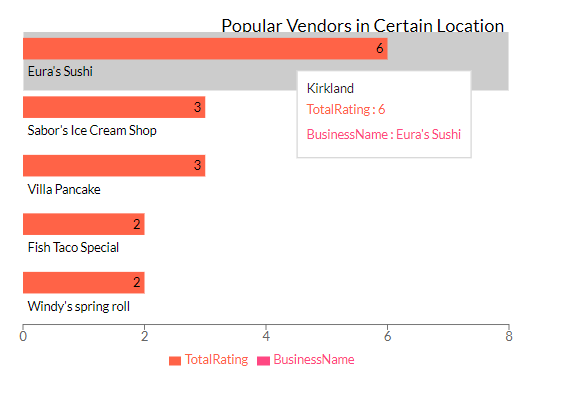 Popular Vendors in Certain Location
6
Eura's Sushi
Kirkland
TotalRating : 6
BusinessName : Eura's Sushi
3
Sabor's Ice Cream Shop
3
Villa Pancake
2
Fish Taco Special
2
Windy's spring roll
0 2 4 6 8
TotalRating BusinessName